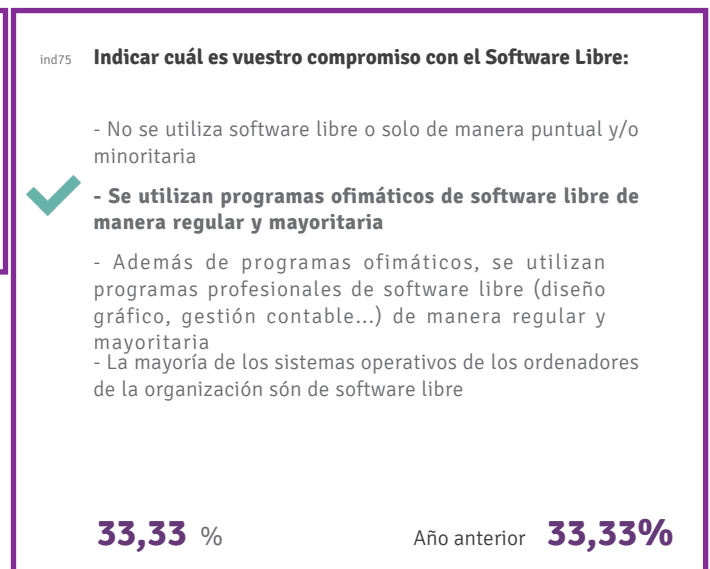 ind75 Indicar cuál es vuestro compromiso con el Software Libre:
- No se utiliza software libre o solo de manera puntual y/o
minoritaria
- Se utilizan programas ofimáticos de software libre de
manera regular y mayoritaria
- Además de programas ofimáticos, se utilizan
programas profesionales de software libre (diseño
gráfico, gestión contable...) de manera regular y
mayoritaria
- La mayoría de los sistemas operativos de los ordenadores
de la organización són de software libre
33,33 % Año anterior 33,33%